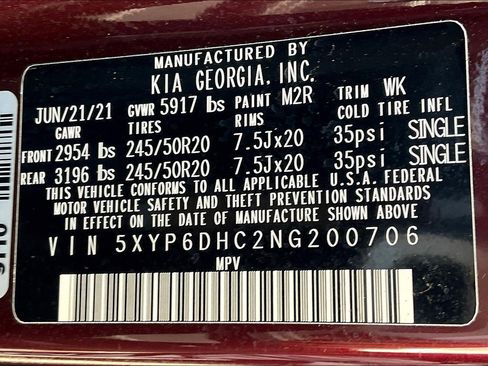 MANUFACTURED BY
KIA GEORGIA, INC.
JUN/21/21 GVWR 5917 lbs PAINT M2R TRIM WK
GAWR TIRES RIMS COLD TIRE INFL
FRONT 2954 lbs 245/50R20 7.5Jx20 35psi SINGLE
REAR 3196 lbs 245/50R20 7.5Jx20 35psi SINGLE
THIS VEHICLE CONFORMS TO ALL APPLICABLE U.S.A. FEDERAL
MOTOR VEHICLE SAFETY AND THEFT PREVENTION STANDARDS
IN EFFECT ON THE DATE OF MANUFACTURE SHOWN ABOVE
VIN 5XYP6DHC2NG200706
MPV